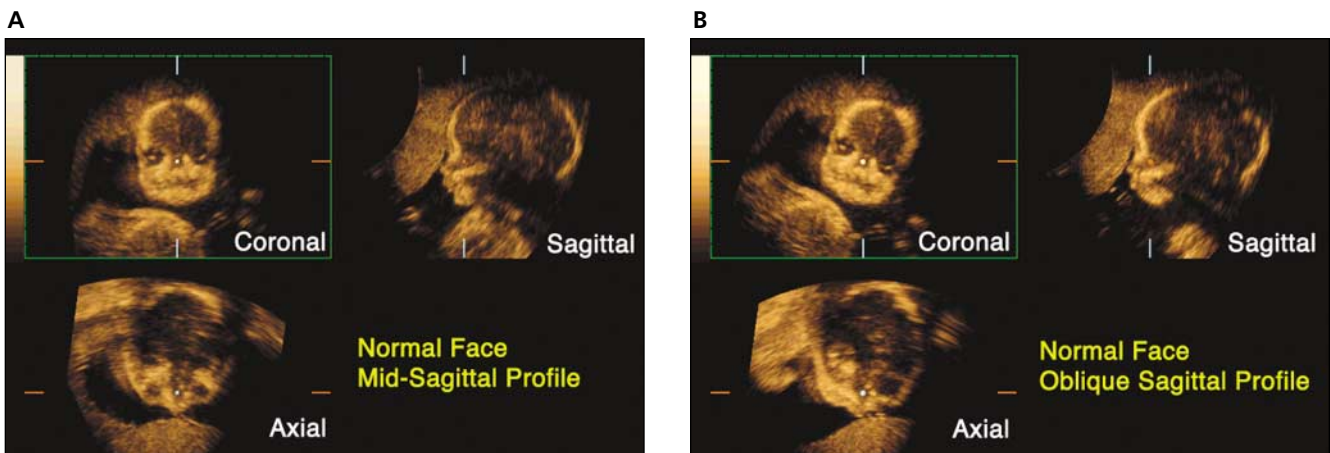 A
Coronal
Sagittal
Axial
Normal Face
Mid-Sagittal Profile
B
Coronal
Sagittal
Axial
Normal Face
Oblique Sagittal Profile